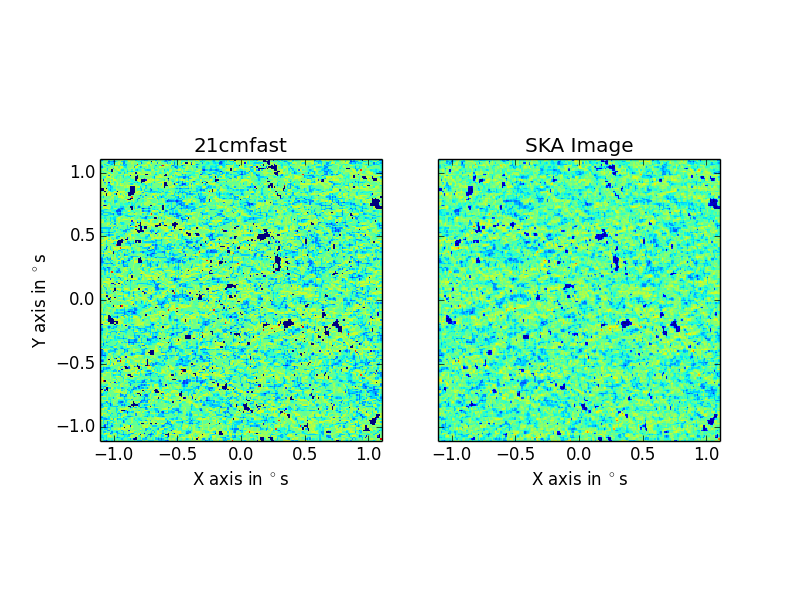 21cmfast
SKA Image
1.0
0.5
0.0
−0.5
−1.0
Y axis in °s
−1.0 −0.5 0.0 0.5 1.0
−1.0 −0.5 0.0 0.5 1.0
X axis in °s
X axis in °s